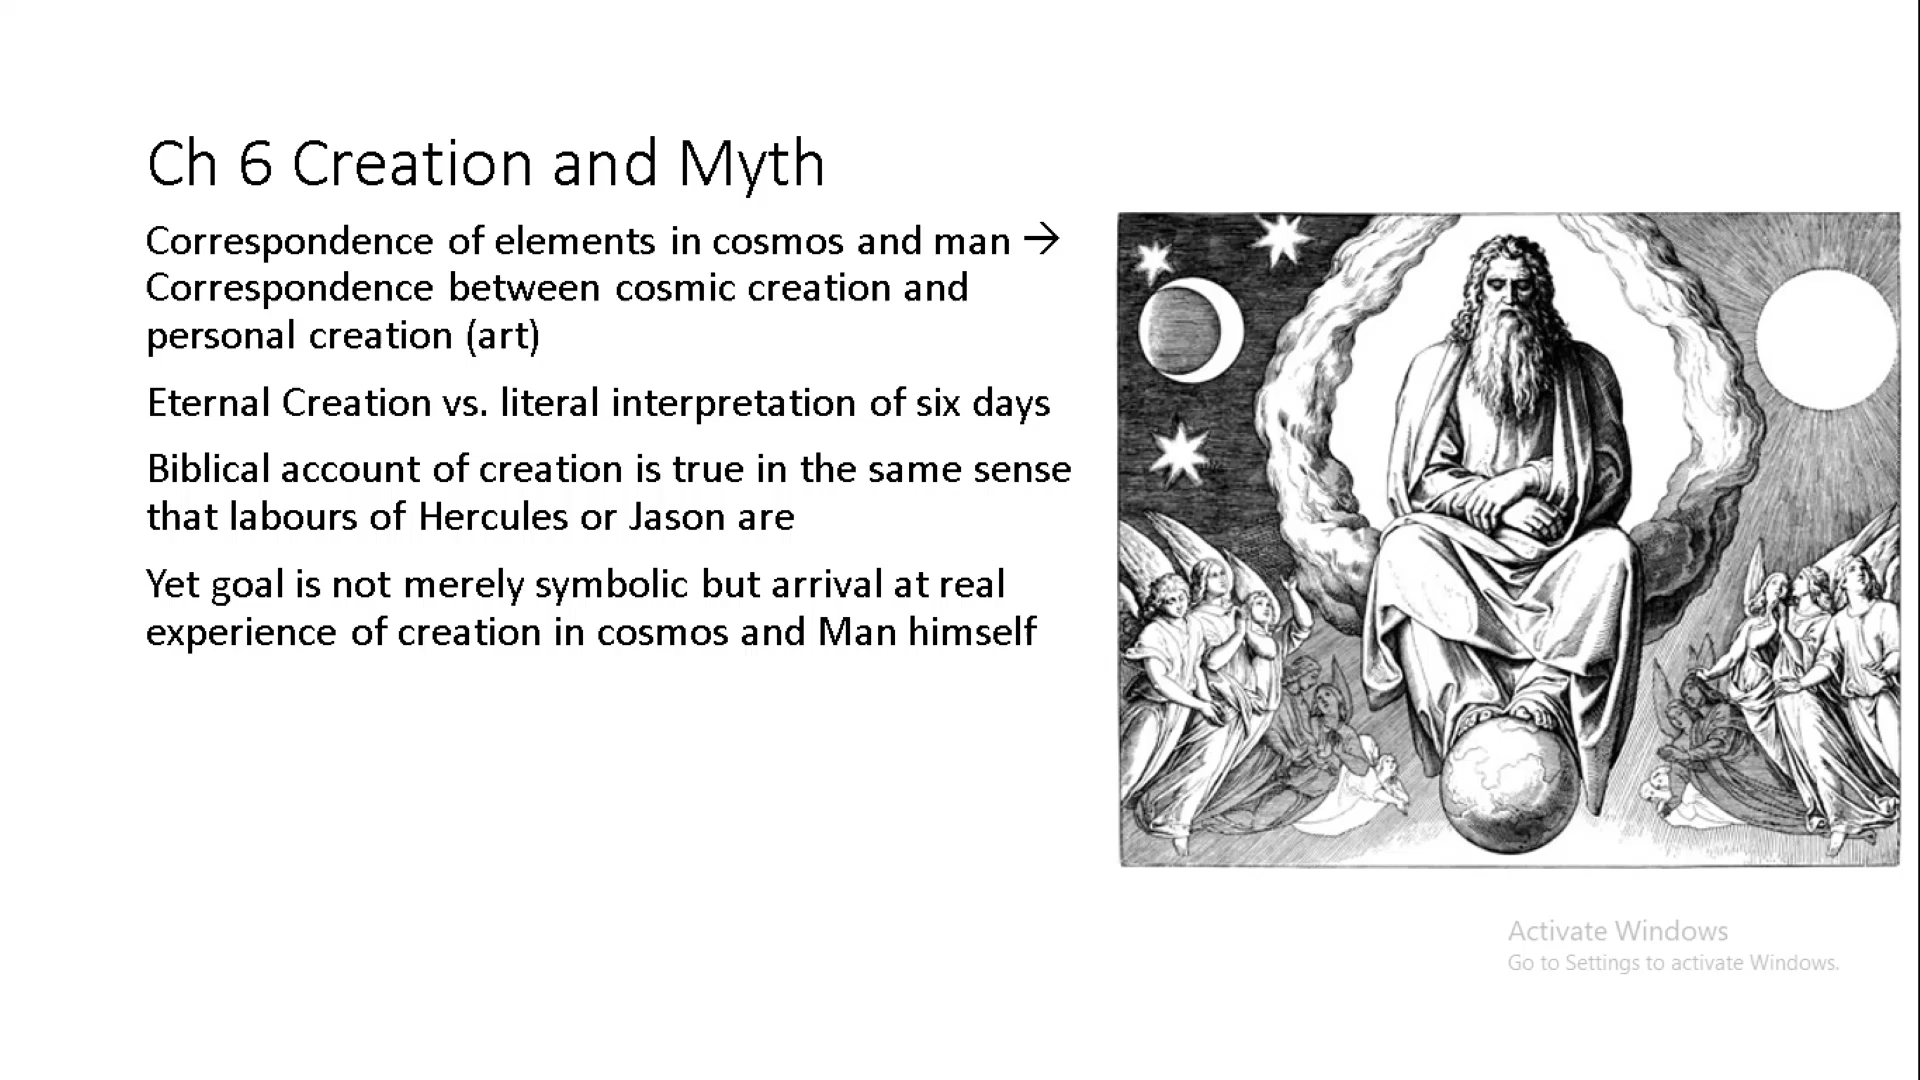 Ch 6 Creation and Myth
Correspondence of elements in cosmos and man →
Correspondence between cosmic creation and
personal creation (art)
Eternal Creation vs. literal interpretation of six days
Biblical account of creation is true in the same sense
that labours of Hercules or Jason are
Yet goal is not merely symbolic but arrival at real
experience of creation in cosmos and Man himself
Activate Windows
Go to Settings to activate Windows.